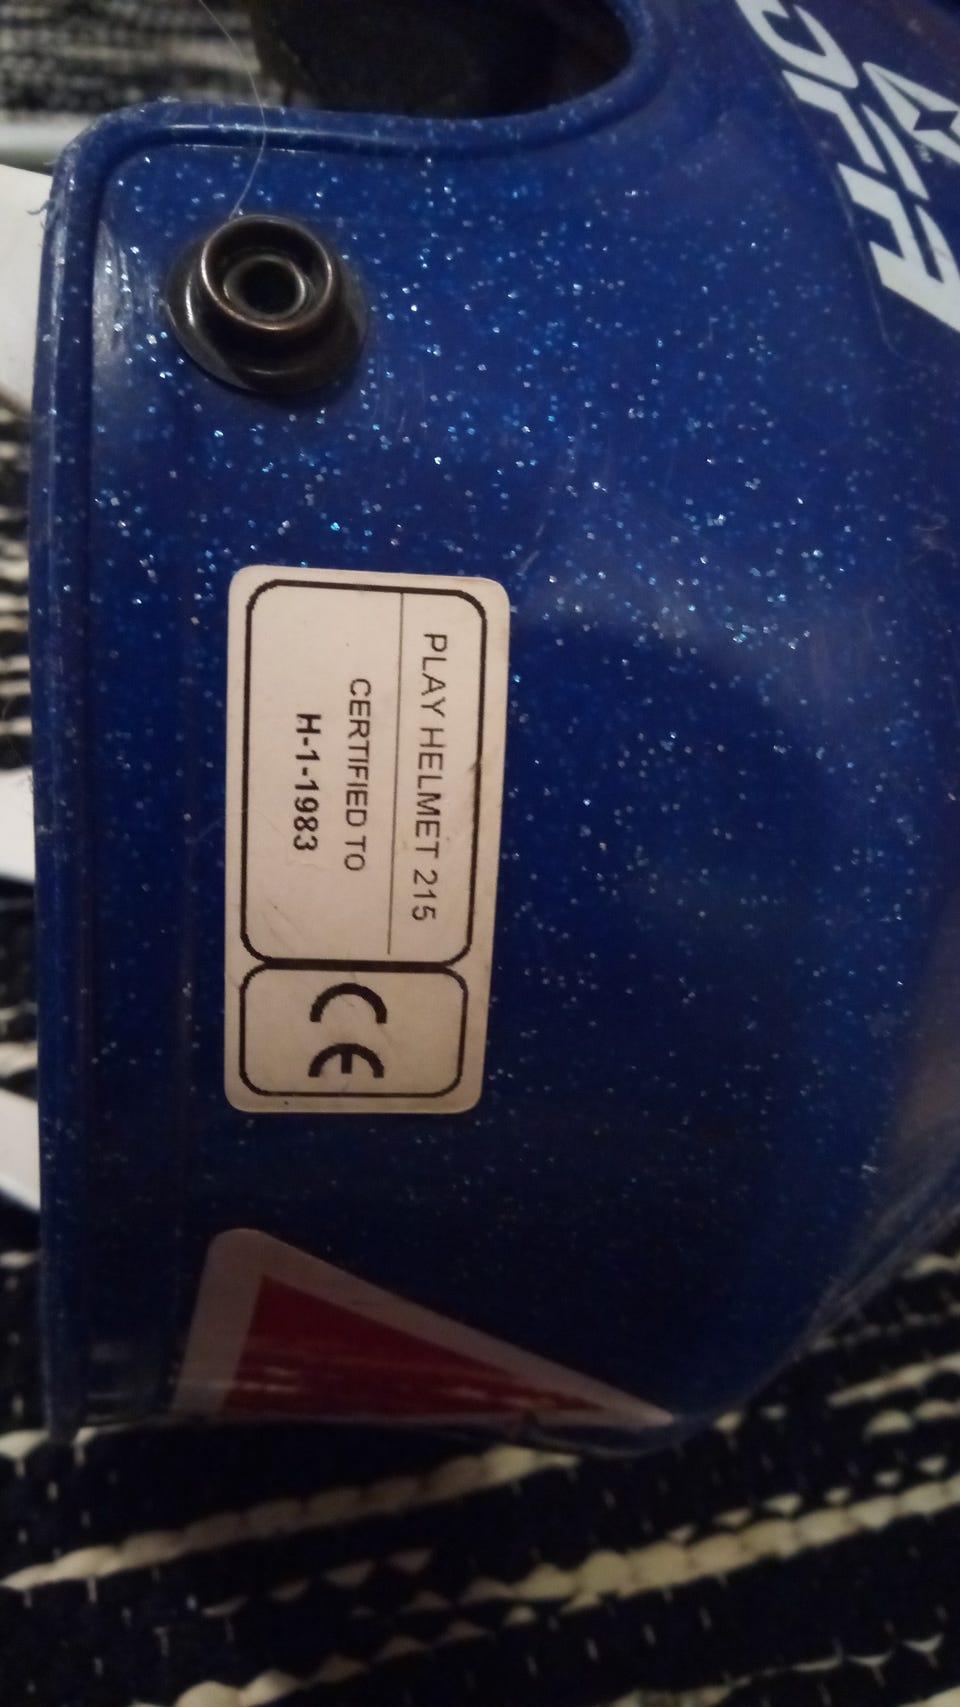 PLAY HELMET 215
CERTIFIED TO
H-1-1983
CE